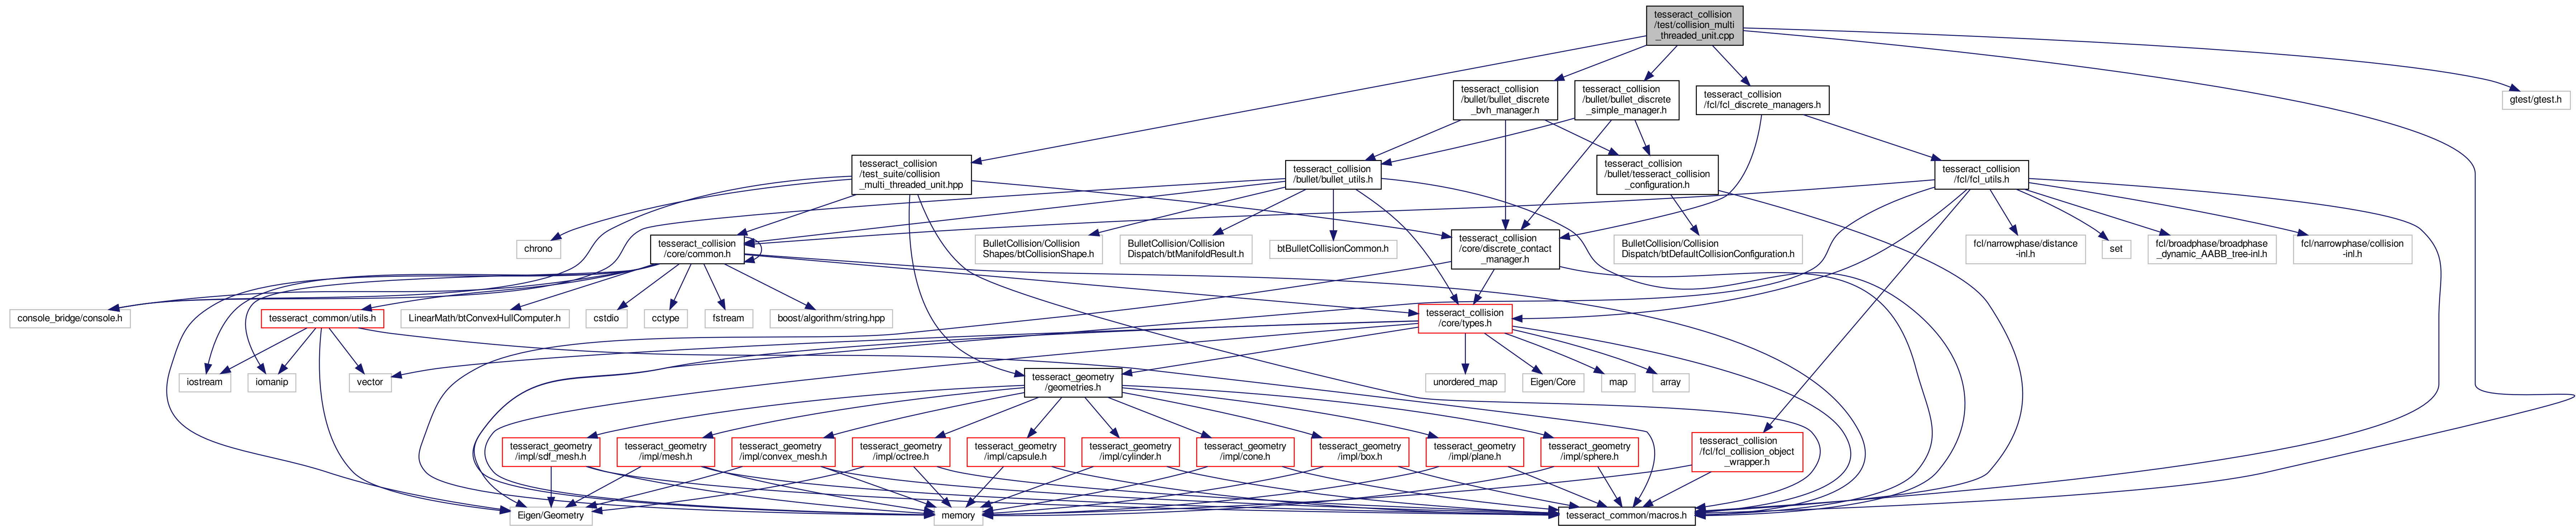 tesseract_collision
/test/collision_multi
_threaded_unit.cpp
tesseract_collision
/bullet/bullet_discrete
_bvh_manager.h
tesseract_collision
/bullet/bullet_discrete
_simple_manager.h
tesseract_collision
/fcl/fcl_discrete_managers.h
gtest/gtest.h
tesseract_collision
/test_suite/collision
_multi_threaded_unit.hpp
tesseract_collision
/bullet/bullet_utils.h
tesseract_collision
/bullet/tesseract_collision
_configuration.h
tesseract_collision
/fcl/fcl_utils.h
chrono
tesseract_collision
/core/common.h
BulletCollision/Collision
Shapes/btCollisionShape.h
BulletCollision/Collision
Dispatch/btManifoldResult.h
btBulletCollisionCommon.h
tesseract_collision
/core/discrete_contact
_manager.h
BulletCollision/Collision
Dispatch/btDefaultCollisionConfiguration.h
fcl/narrowphase/distance
-inl.h
set
fcl/broadphase/broadphase
_dynamic_AABB_tree-inl.h
fcl/narrowphase/collision
-inl.h
console_bridge/console.h
tesseract_common/utils.h
LinearMath/btConvexHullComputer.h
cstdio
cctype
fstream
boost/algorithm/string.hpp
tesseract_collision
/core/types.h
iostream
iomanip
vector
tesseract_geometry
/geometries.h
unordered_map
Eigen/Core
map
array
tesseract_geometry
/impl/sdf_mesh.h
tesseract_geometry
/impl/mesh.h
tesseract_geometry
/impl/convex_mesh.h
tesseract_geometry
/impl/octree.h
tesseract_geometry
/impl/capsule.h
tesseract_geometry
/impl/cylinder.h
tesseract_geometry
/impl/cone.h
tesseract_geometry
/impl/box.h
tesseract_geometry
/impl/plane.h
tesseract_geometry
/impl/sphere.h
tesseract_collision
/fcl/fcl_collision_object
_wrapper.h
Eigen/Geometry
memory
tesseract_common/macros.h